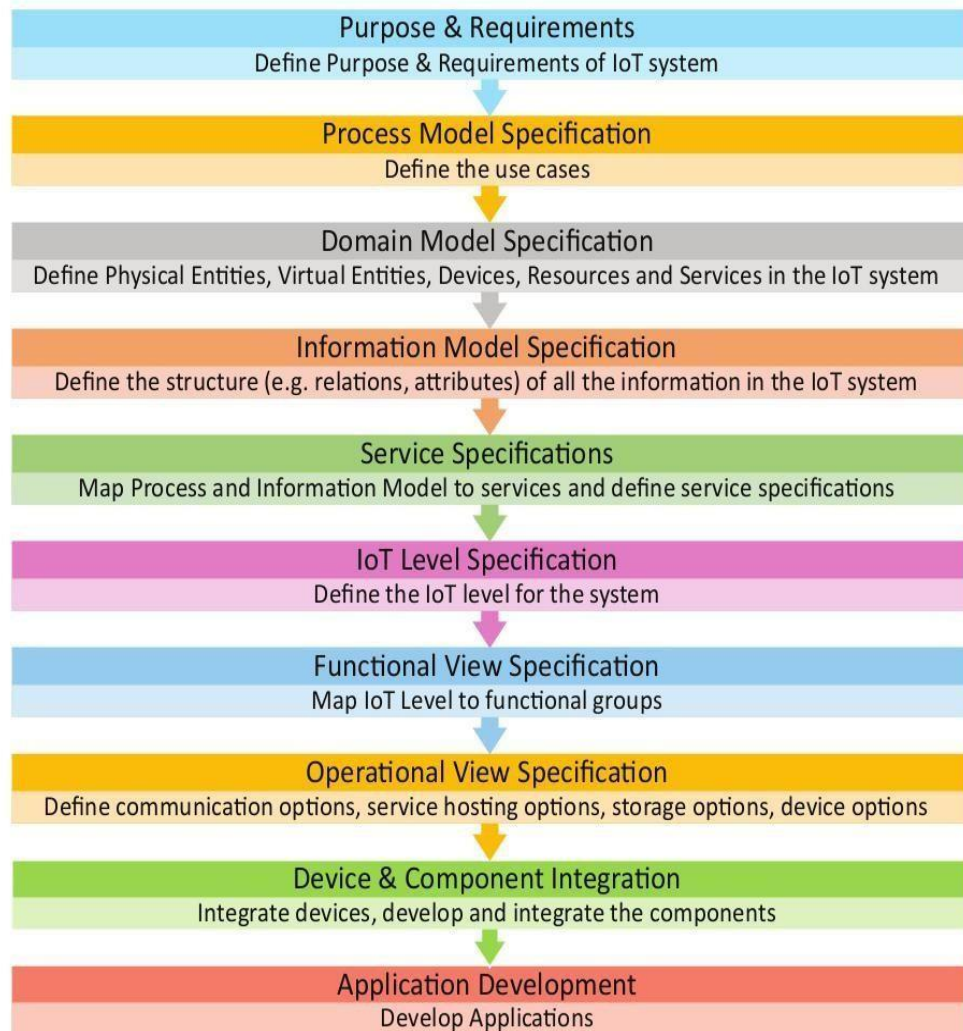 Purpose & Requirements
Define Purpose & Requirements of IoT system
Process Model Specification
Define the use cases
Domain Model Specification
Define Physical Entities, Virtual Entities, Devices, Resources and Services in the IoT system
Information Model Specification
Define the structure (e.g. relations, attributes) of all the information in the IoT system
Service Specifications
Map Process and Information Model to services and define service specifications
IoT Level Specification
Define the IoT level for the system
Functional View Specification
Map IoT Level to functional groups
Operational View Specification
Define communication options, service hosting options, storage options, device options
Device & Component Integration
Integrate devices, develop and integrate the components
Application Development
Develop Applications